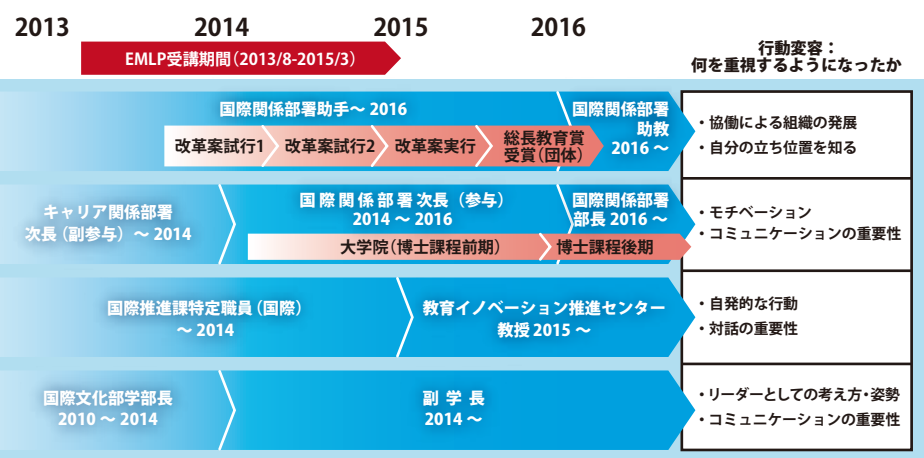 2013
2014
2015
2016
EMLP受講期間(2013/8-2015/3)
行動変容：
何を重視するようになったか
国際関係部署助手～2016
国際関係部署
助教
2016～
改革案試行1
改革案試行2
改革案実行
総長教育賞
受賞(団体)
・協働による組織の発展
・自分の立ち位置を知る
キャリア関係部署
次長(副参与)～2014
国際関係部署 次長(参与)
2014～2016
国際関係部署
部長 2016～
大学院(博士課程前期)
博士課程後期
・モチベーション
・コミュニケーションの重要性
国際推進課特定職員(国際)
～2014
教育イノベーション推進センター
教授 2015～
・自発的な行動
・対話の重要性
国際文化部学部長
2010～2014
副学長
2014～
・リーダーとしての考え方・姿勢
・コミュニケーションの重要性